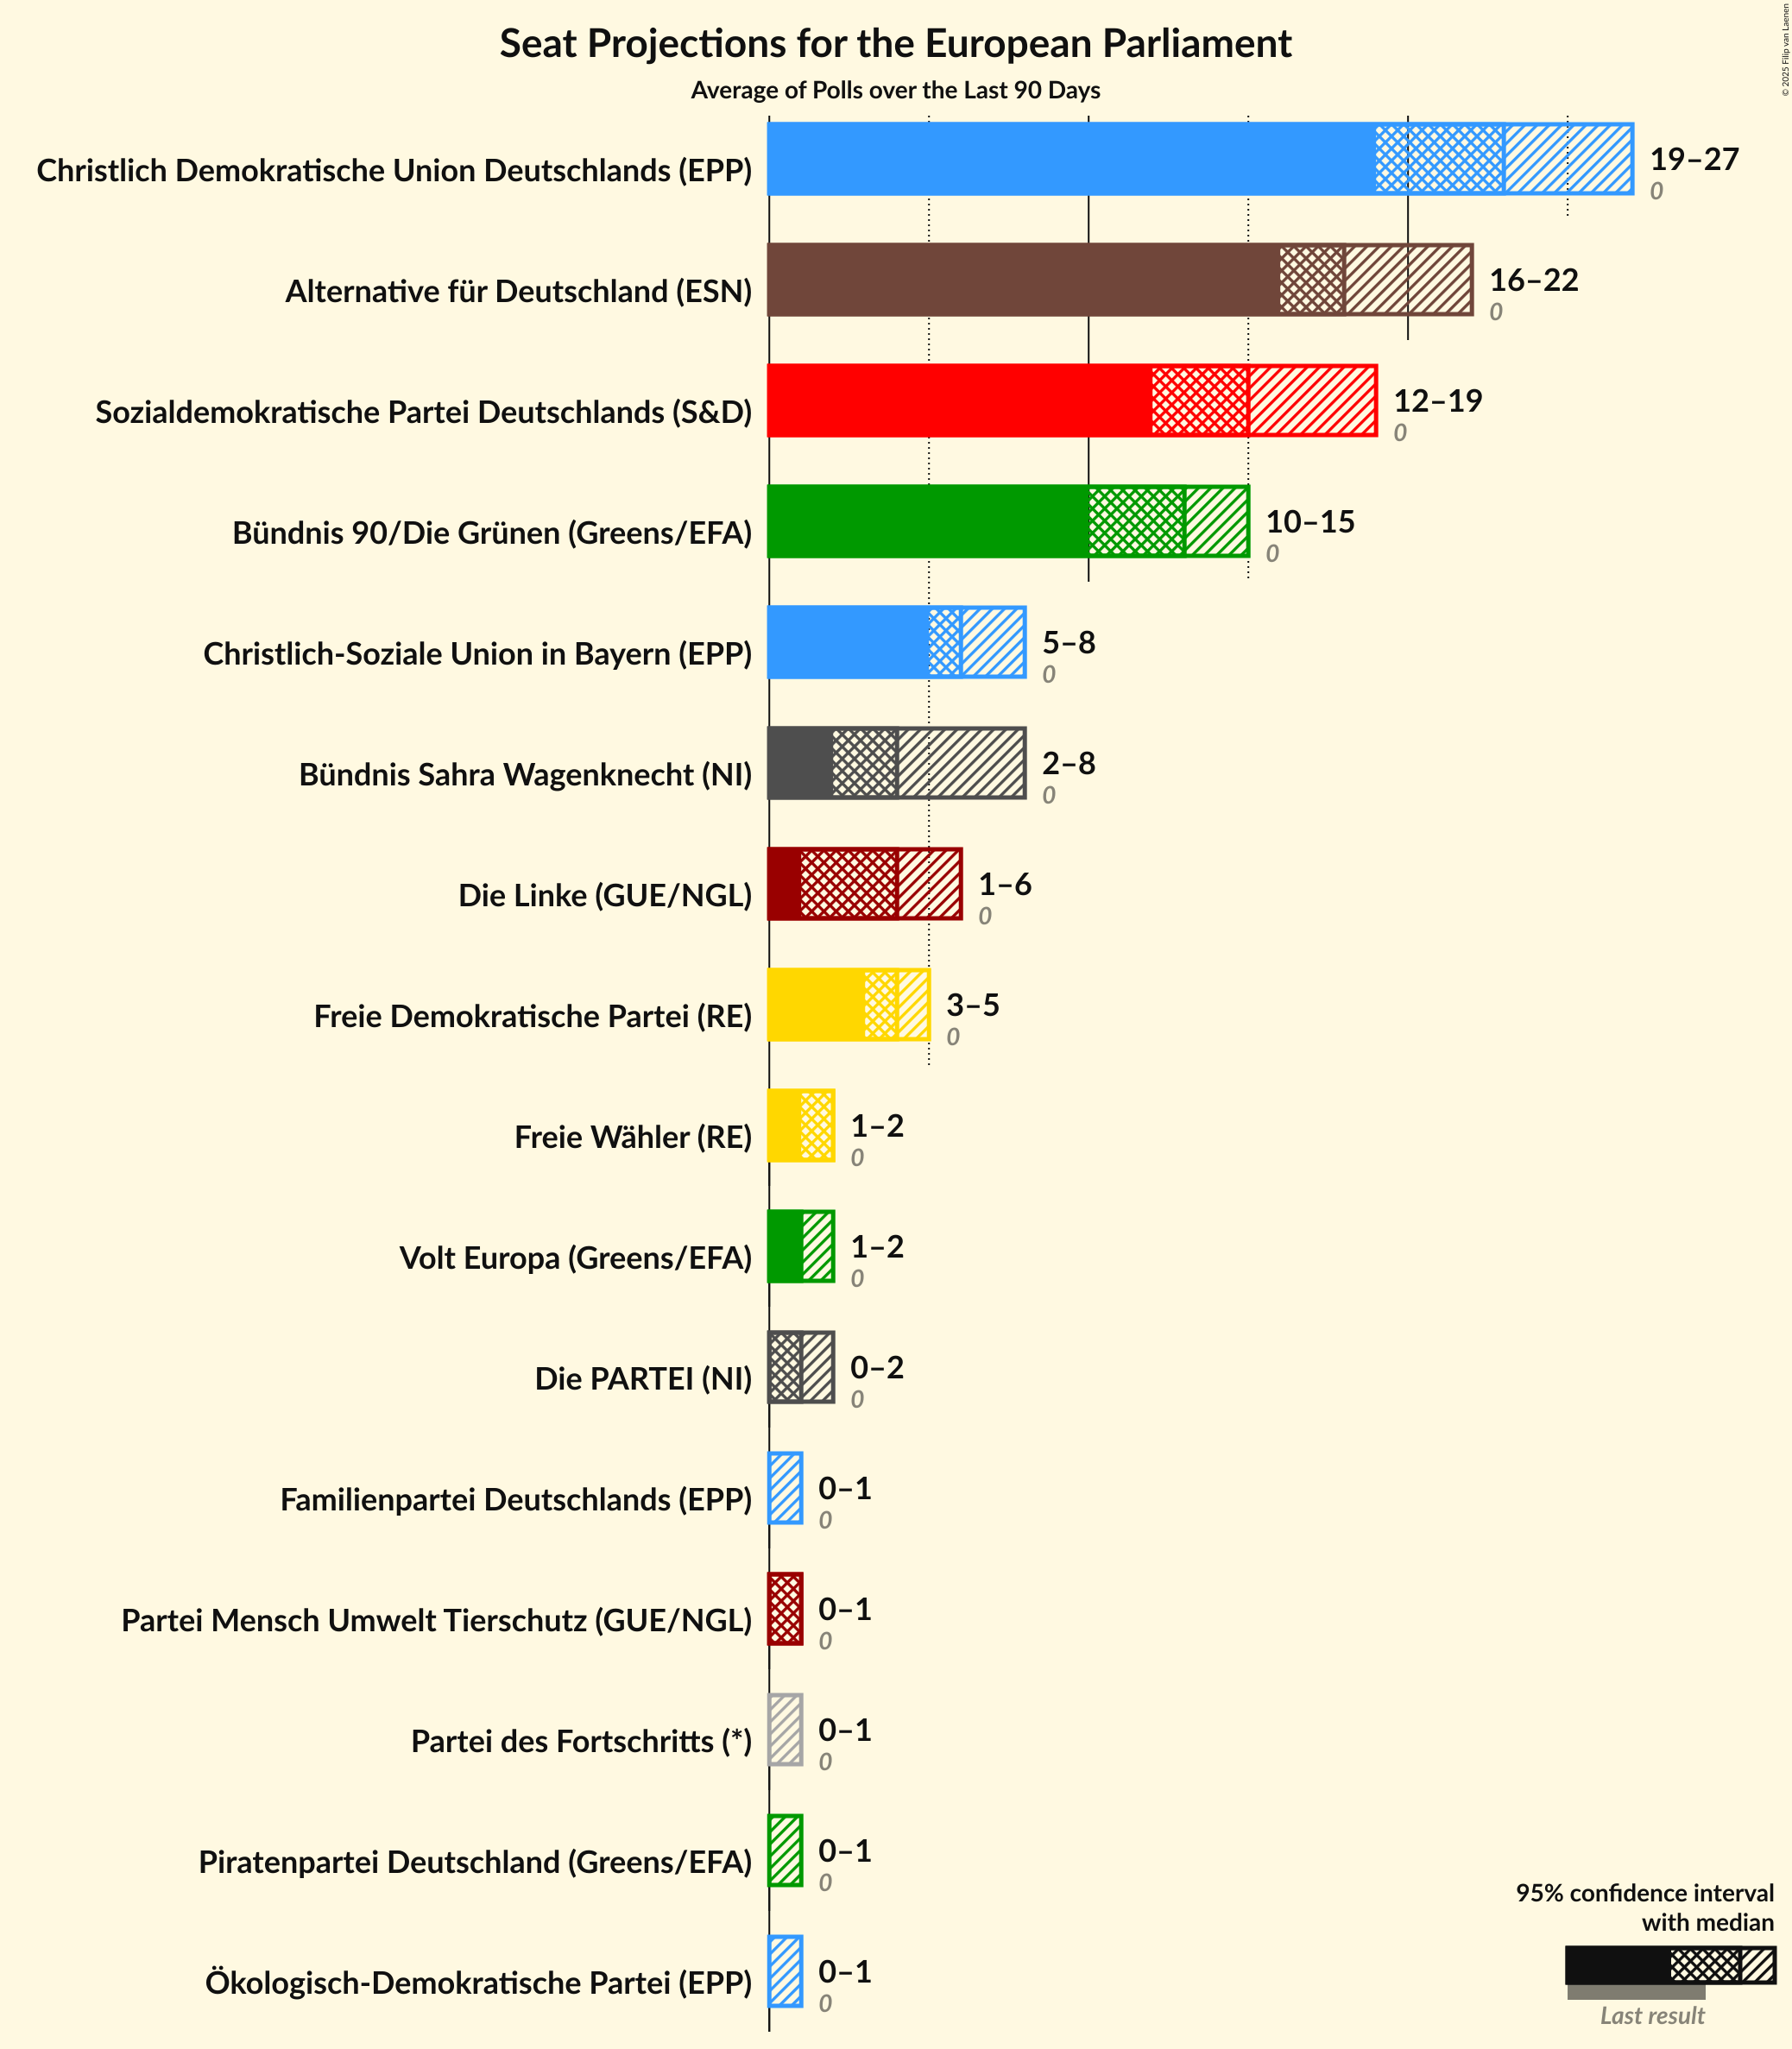 © 2025 Filip van Laenen
Seat Projections for the European Parliament
Average of Polls over the Last 90 Days
Christlich Demokratische Union Deutschlands (EPP)
19–27
0
Alternative für Deutschland (ESN)
16–22
0
Sozialdemokratische Partei Deutschlands (S&D)
12–19
0
Bündnis 90/Die Grünen (Greens/EFA)
10–15
0
Christlich-Soziale Union in Bayern (EPP)
5–8
0
Bündnis Sahra Wagenknecht (NI)
2–8
0
Die Linke (GUE/NGL)
1–6
0
Freie Demokratische Partei (RE)
3–5
0
Freie Wähler (RE)
1–2
0
Volt Europa (Greens/EFA)
1–2
0
Die PARTEI (NI)
0–2
0
Familienpartei Deutschlands (EPP)
0–1
0
Partei Mensch Umwelt Tierschutz (GUE/NGL)
0–1
0
Partei des Fortschritts (*)
0–1
0
Piratenpartei Deutschland (Greens/EFA)
0–1
0
Ökologisch-Demokratische Partei (EPP)
0–1
0
95% confidence interval
with median
Last result